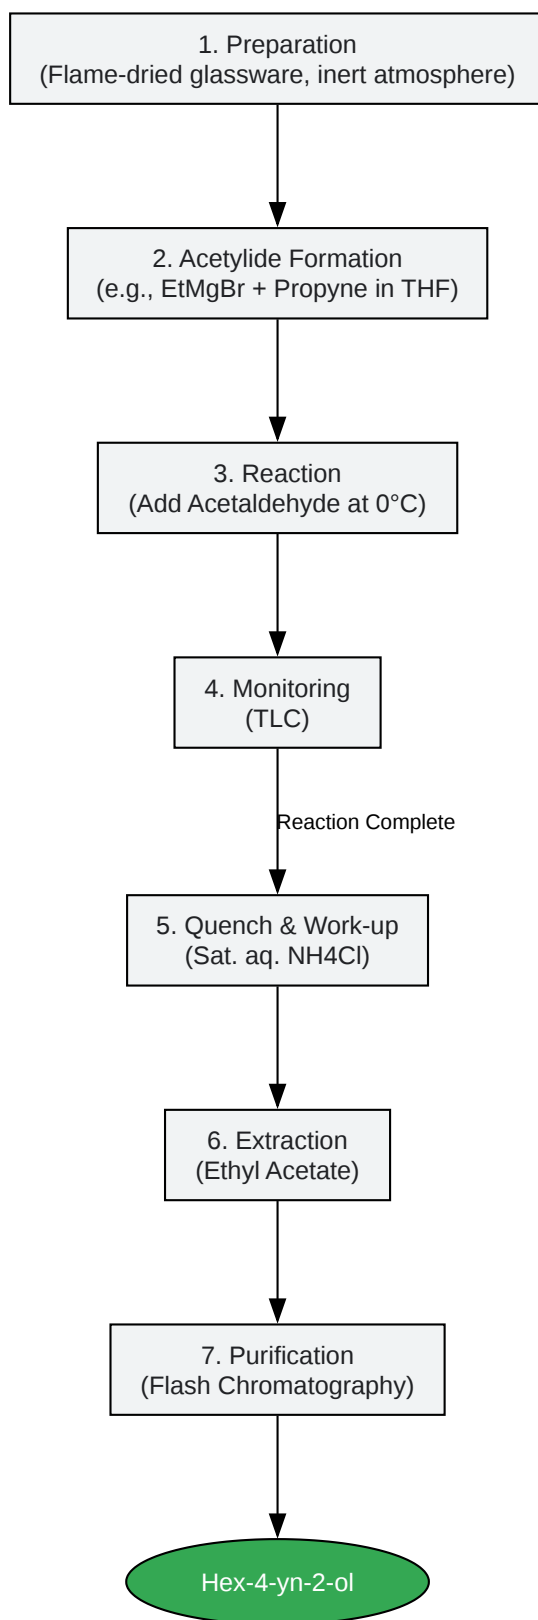 1. Preparation
(Flame-dried glassware, inert atmosphere)
2. Acetylide Formation
(e.g., EtMgBr + Propyne in THF)
3. Reaction
(Add Acetaldehyde at 0°C)
4. Monitoring
(TLC)
Reaction Complete
5. Quench & Work-up
(Sat. aq. NH4Cl)
6. Extraction
(Ethyl Acetate)
7. Purification
(Flash Chromatography)
Hex-4-yn-2-ol